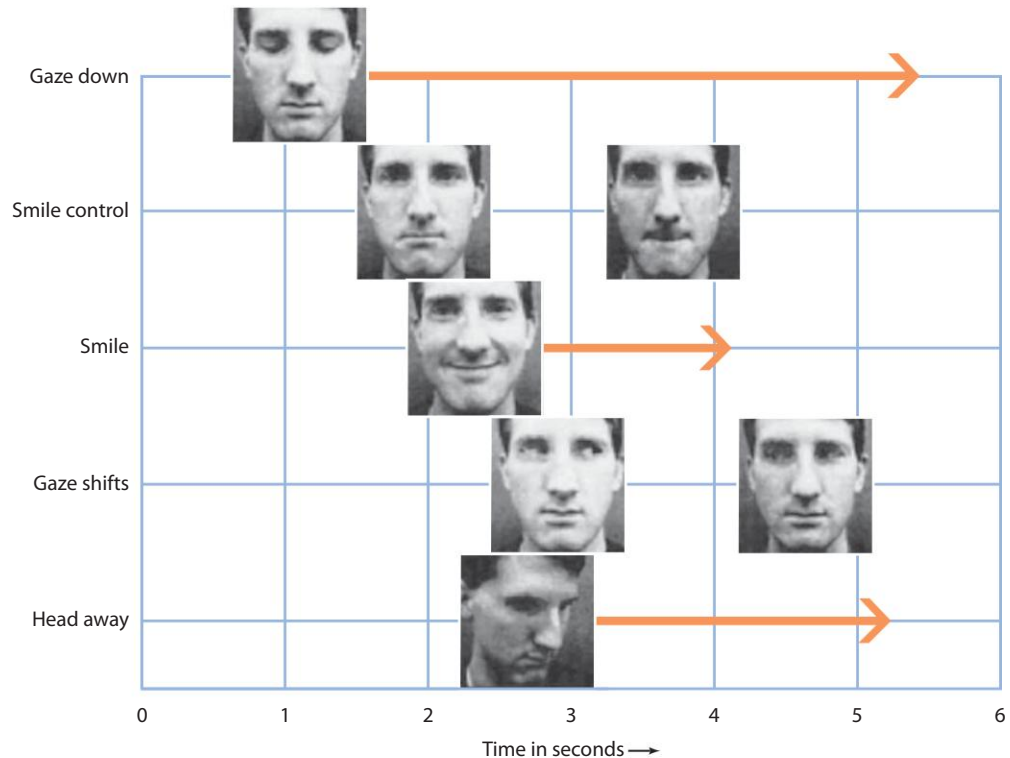 Gaze down
Smile control
Smile
Gaze shifts
Head away
0 1 2 3 4 5 6
Time in seconds